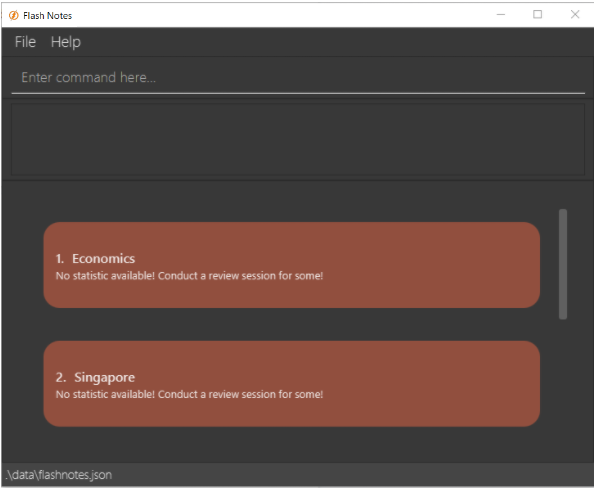 Flash Notes
File Help
Enter command here...
1. Economics
No statistic available! Conduct a review session for some!
2. Singapore
No statistic available! Conduct a review session for some!
.\data\flashnotes.json